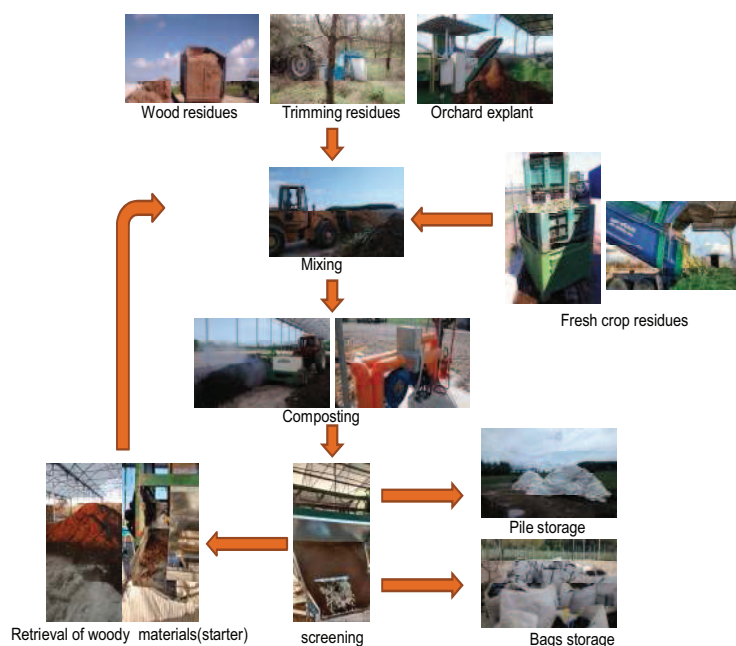 Wood residues
Trimming residues
Orchard explant
Mixing
Fresh crop residues
Composting
Pile storage
Retrieval of woody materials(starter)
screening
Bags storage